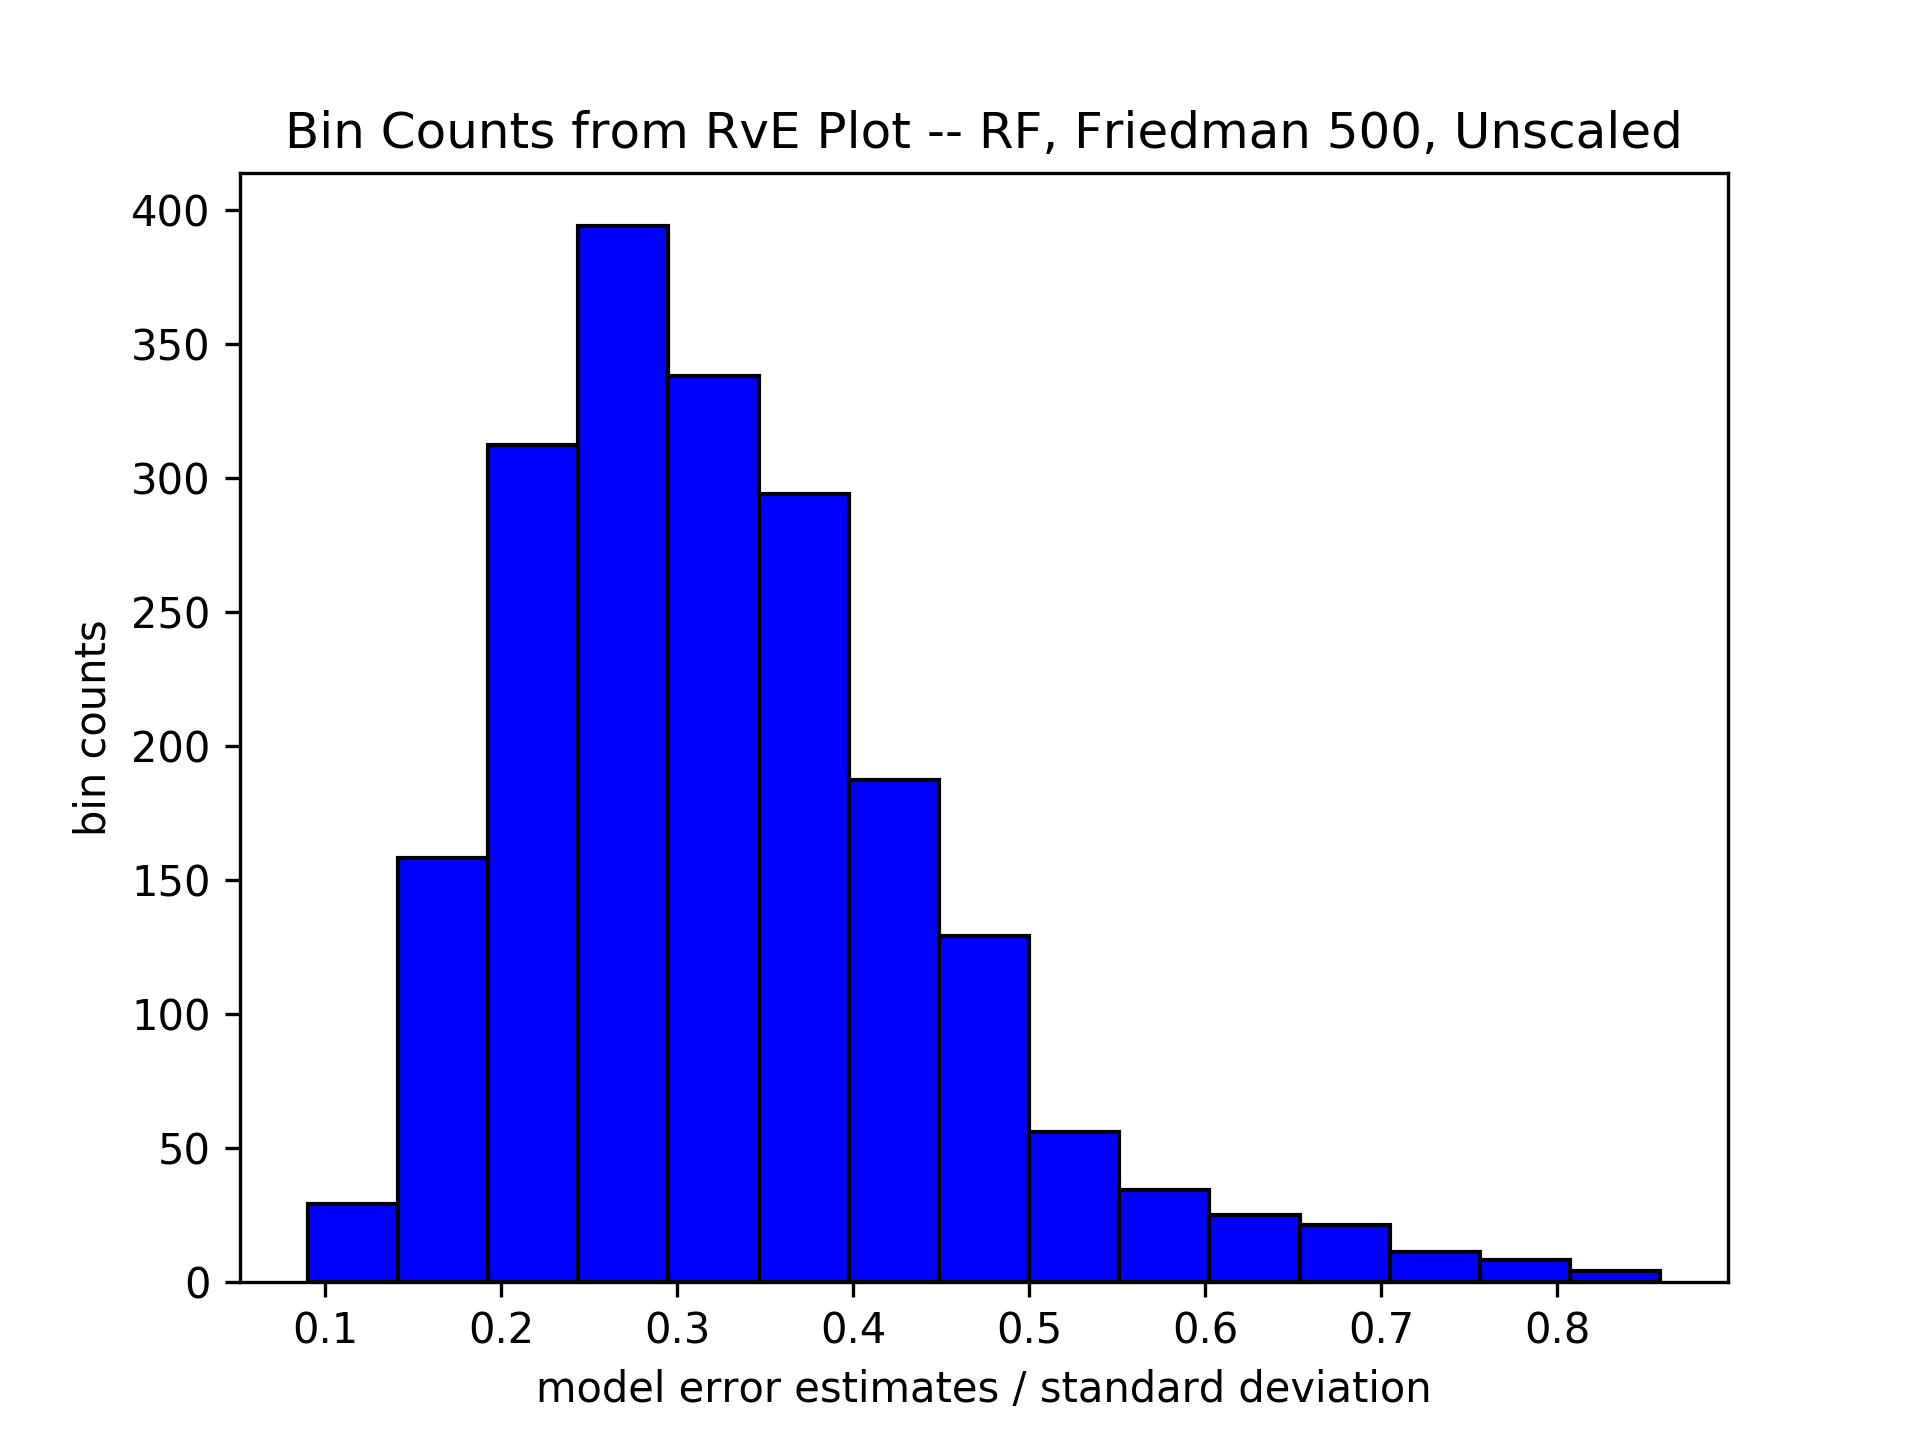 Bin Counts from RvE Plot -- RF, Friedman 500, Unscaled
400
350
300
250
200
150
100
50
0
bin counts
0.1 0.2 0.3 0.4 0.5 0.6 0.7 0.8
model error estimates / standard deviation